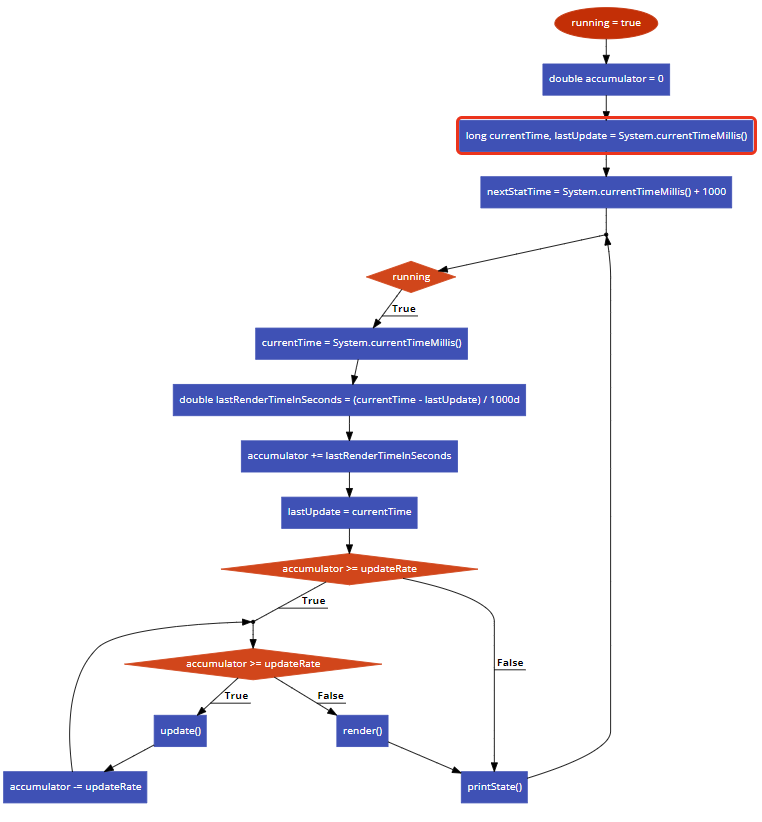 running = true
double accumulator = 0
long currentTime, lastUpdate = System.currentTimeMillis()
nextStatTime = System.currentTimeMillis() + 1000
running
True
currentTime = System.currentTimeMillis()
double lastRenderTimeInSeconds = (currentTime - lastUpdate) / 1000d
accumulator += lastRenderTimeInSeconds
lastUpdate = currentTime
accumulator >= updateRate
True
False
accumulator >= updateRate
True
False
update()
render()
accumulator -= updateRate
printState()